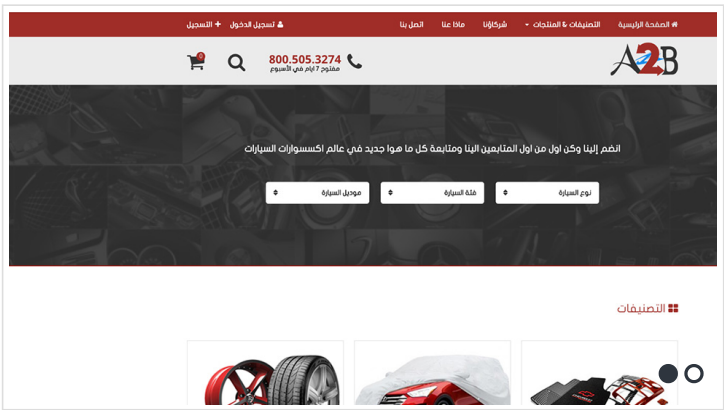 الصفحة الرئيسية التصنيفات & المنتجات شركاؤنا ماذا عنا اتصل بنا تسجيل الدخول التسجيل
A2B
800.505.3274
مفتوح 7 ايام في الأسبوع
0
انضم إلينا وكن اول من اول المتابعين الينا ومتابعة كل ما هوا جديد في عالم اكسسوارات السيارات
نوع السيارة فئة السيارة موديل السيارة
التصنيفات